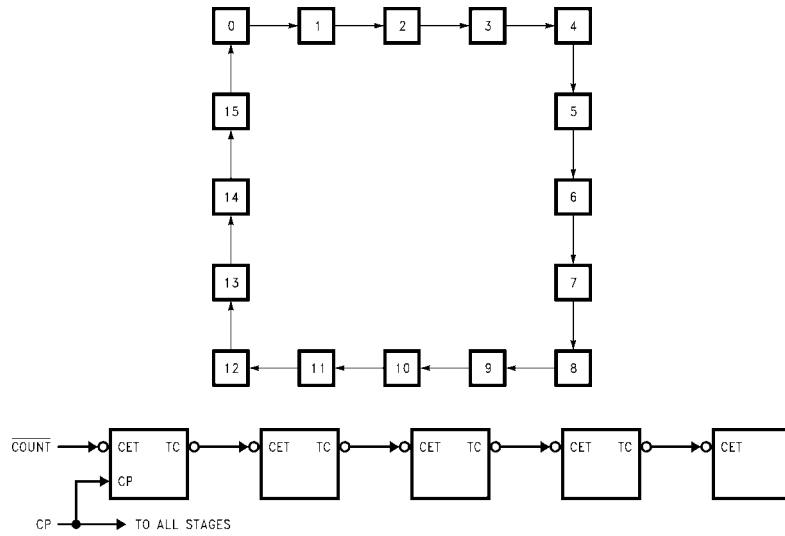 0 1 2 3 4
15 5
14 6
13 7
12 11 10 9 8
COUNT CET TC CET TC CET TC CET TC CET
CP
CP TO ALL STAGES